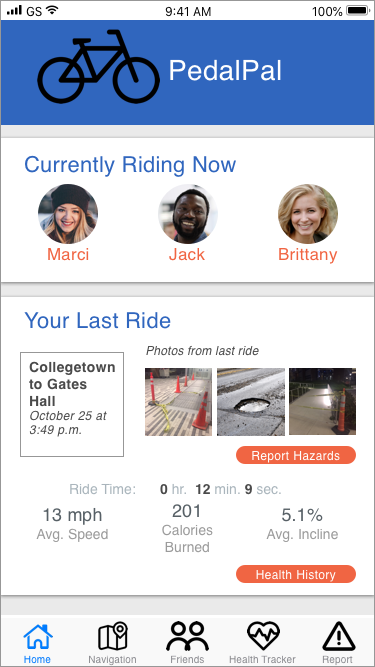 GS 9:41 AM 100%
PedalPal
Currently Riding Now
Marci Jack Brittany
Your Last Ride
Photos from last ride
Collegetown
to Gates
Hall
October 25 at
3:49 p.m.
Report Hazards
Ride Time: 0 hr. 12 min. 9 sec.
13 mph 201 5.1%
Avg. Speed Calories Avg. Incline
Burned
Health History
Home Navigation Friends Health Tracker Report